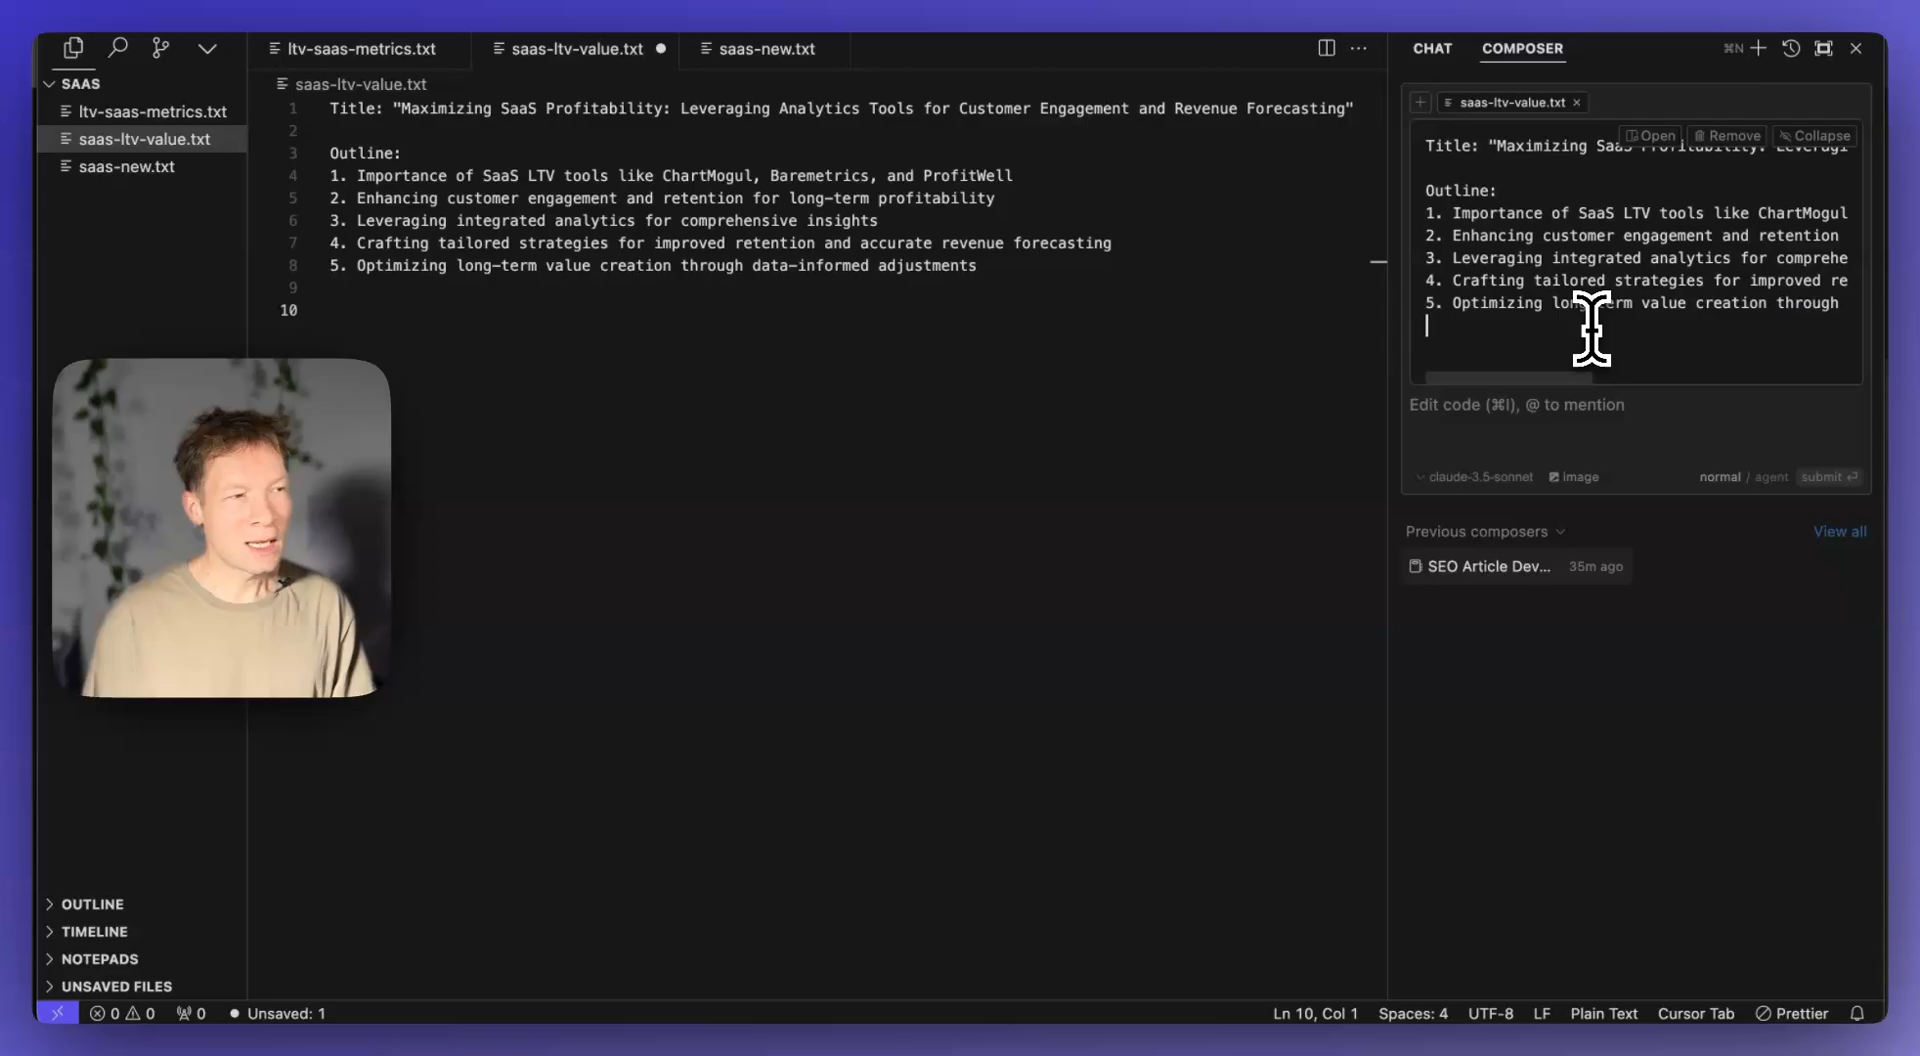 ltv-saas-metrics.txt
saas-ltv-value.txt
saas-new.txt
CHAT
COMPOSER
⌘N
SAAS
ltv-saas-metrics.txt
saas-ltv-value.txt
saas-new.txt
saas-ltv-value.txt
1 Title: "Maximizing SaaS Profitability: Leveraging Analytics Tools for Customer Engagement and Revenue Forecasting"
2
3 Outline:
4 1. Importance of SaaS LTV tools like ChartMogul, Baremetrics, and ProfitWell
5 2. Enhancing customer engagement and retention for long-term profitability
6 3. Leveraging integrated analytics for comprehensive insights
7 4. Crafting tailored strategies for improved retention and accurate revenue forecasting
8 5. Optimizing long-term value creation through data-informed adjustments
9
10
saas-ltv-value.txt
Open Remove Collapse
Title: "Maximizing SaaS Profitability: Leveragi
Outline:
1. Importance of SaaS LTV tools like ChartMogul
2. Enhancing customer engagement and retention
3. Leveraging integrated analytics for comprehe
4. Crafting tailored strategies for improved re
5. Optimizing long-term value creation through
Edit code (⌘I), @ to mention
claude-3.5-sonnet image normal / agent submit
Previous composers View all
SEO Article Dev... 35m ago
OUTLINE
TIMELINE
NOTEPADS
UNSAVED FILES
0 0 0 Unsaved: 1 Ln 10, Col 1 Spaces: 4 UTF-8 LF Plain Text Cursor Tab Prettier